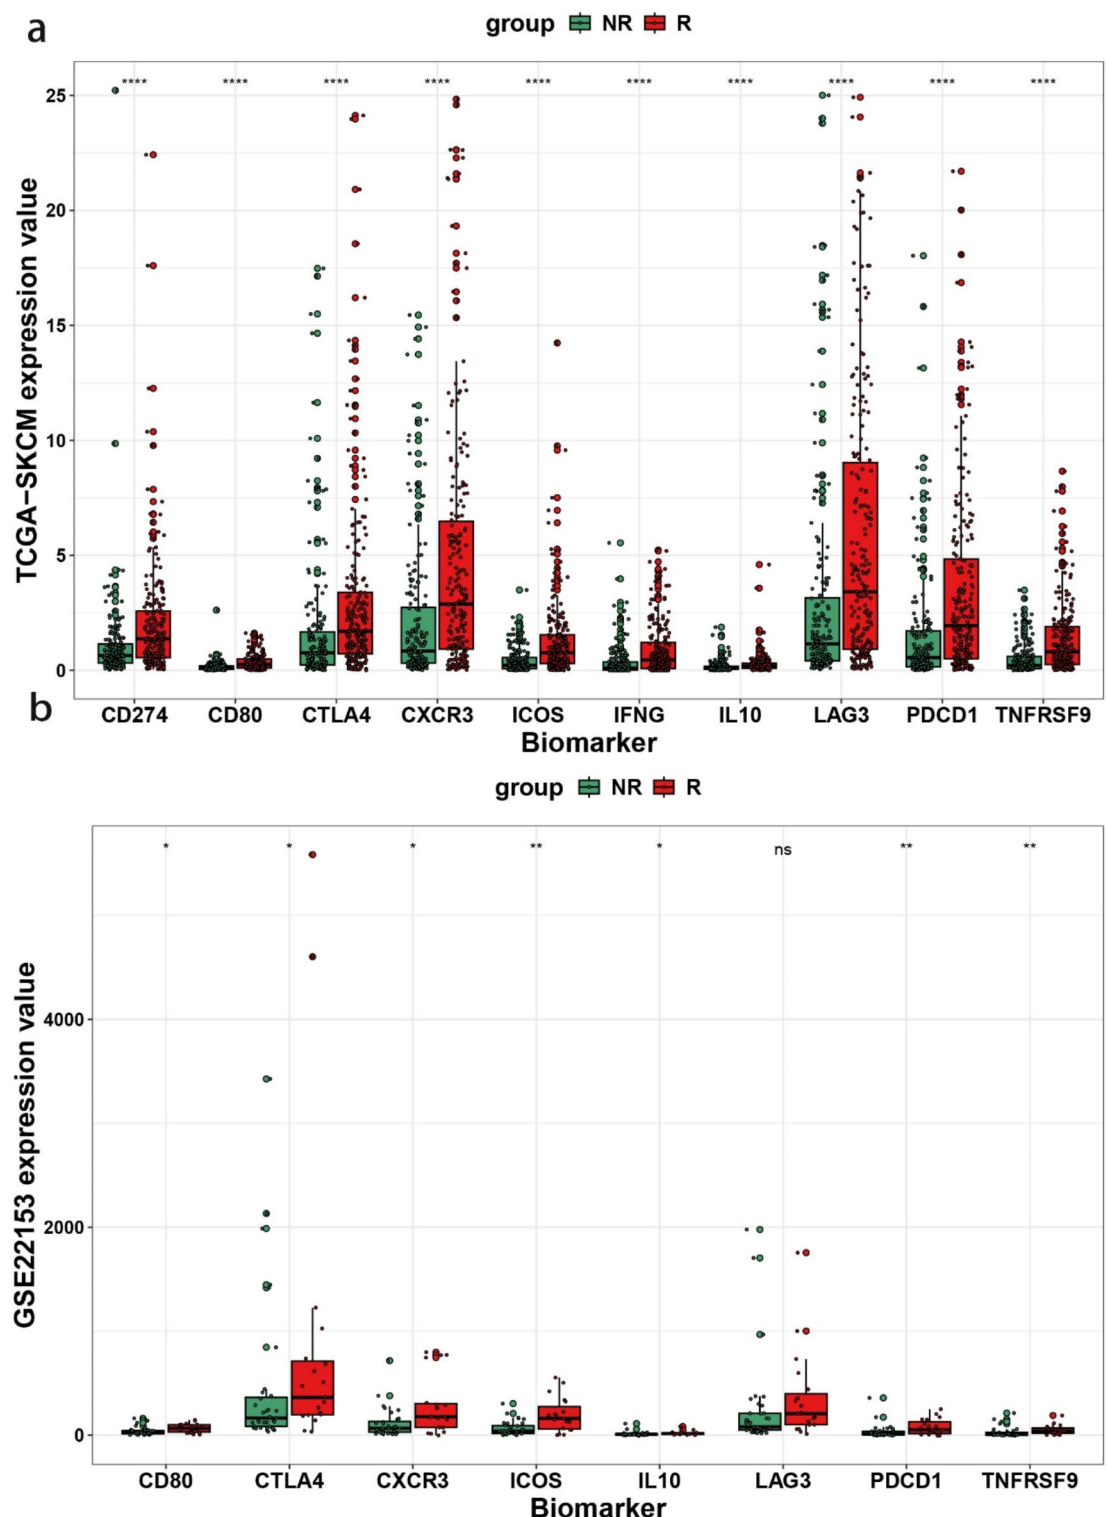 a
group NR R
**** **** **** **** **** **** **** **** **** ****
25
20
15
10
5
0
TCGA-SKCM expression value
CD274 CD80 CTLA4 CXCR3 ICOS IFNG IL10 LAG3 PDCD1 TNFRSF9
Biomarker
b
group NR R
* * * ** * ns ** **
4000
2000
0
GSE22153 expression value
CD80 CTLA4 CXCR3 ICOS IL10 LAG3 PDCD1 TNFRSF9
Biomarker